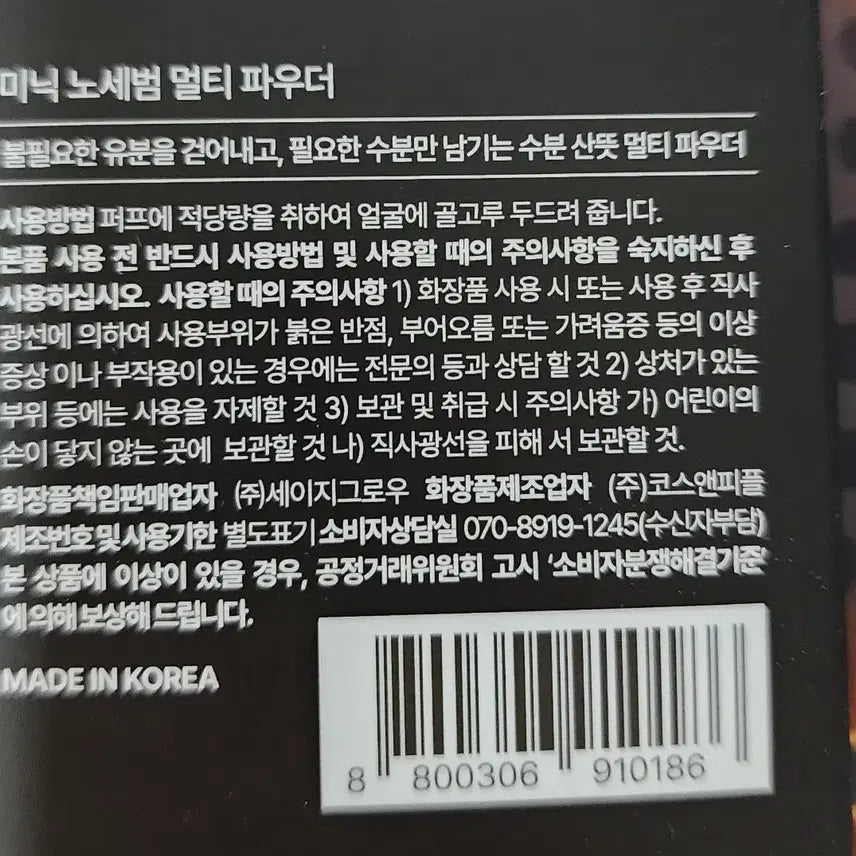 미닉 노세범 멀티 파우더
불필요한 유분을 걷어내고, 필요한 수분만 남기는 수분 산뜻 멀티 파우더
사용방법 퍼프에 적당량을 취하여 얼굴에 골고루 두드려 줍니다.
본품 사용 전 반드시 사용방법 및 사용할 때의 주의사항을 숙지하신 후
사용하십시오. 사용할 때의 주의사항 1) 화장품 사용 시 또는 사용 후 직사
광선에 의하여 사용부위가 붉은 반점, 부어오름 또는 가려움증 등의 이상
증상 이나 부작용이 있는 경우에는 전문의 등과 상담 할 것 2) 상처가 있는
부위 등에는 사용을 자제할 것 3) 보관 및 취급 시 주의사항 가) 어린이의
손이 닿지 않는 곳에 보관할 것 나) 직사광선을 피해 서 보관할 것.
화장품책임판매업자 (주)세이지그로우 화장품제조업자 (주)코스앤피플
제조번호 및 사용기한 별도표기 소비자상담실 070-8919-1245(수신자부담)
본 상품에 이상이 있을 경우, 공정거래위원회 고시 '소비자분쟁해결기준'
에 의해 보상해 드립니다.
MADE IN KOREA
8 800306 910186